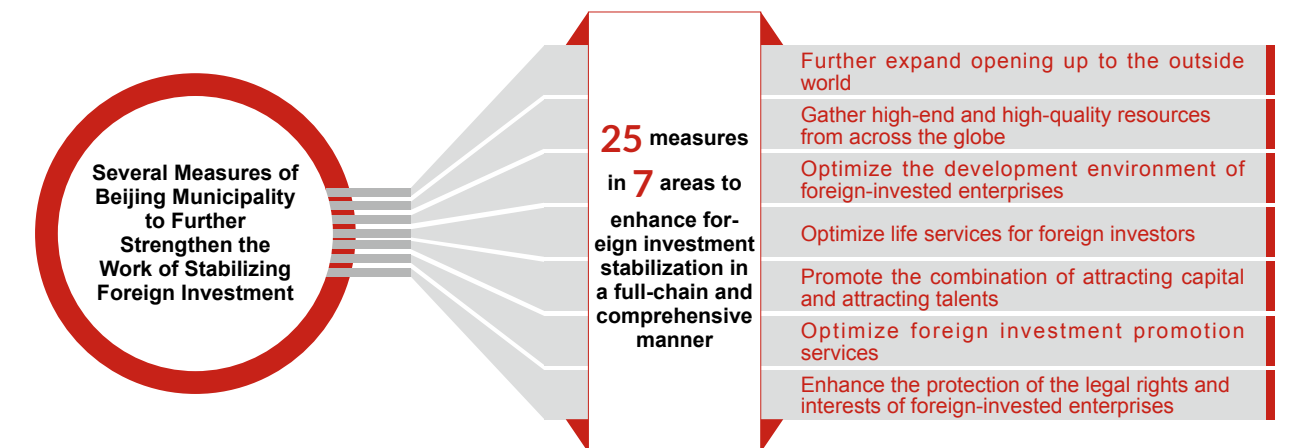 Several Measures of
Beijing Municipality
to Further
Strengthen the
Work of Stabilizing
Foreign Investment
25 measures
in 7 areas to
enhance for-
eign investment
stabilization in
a full-chain and
comprehensive
manner
Further expand opening up to the outside
world
Gather high-end and high-quality resources
from across the globe
Optimize the development environment of
foreign-invested enterprises
Optimize life services for foreign investors
Promote the combination of attracting capital
and attracting talents
Optimize foreign investment promotion
services
Enhance the protection of the legal rights and
interests of foreign-invested enterprises